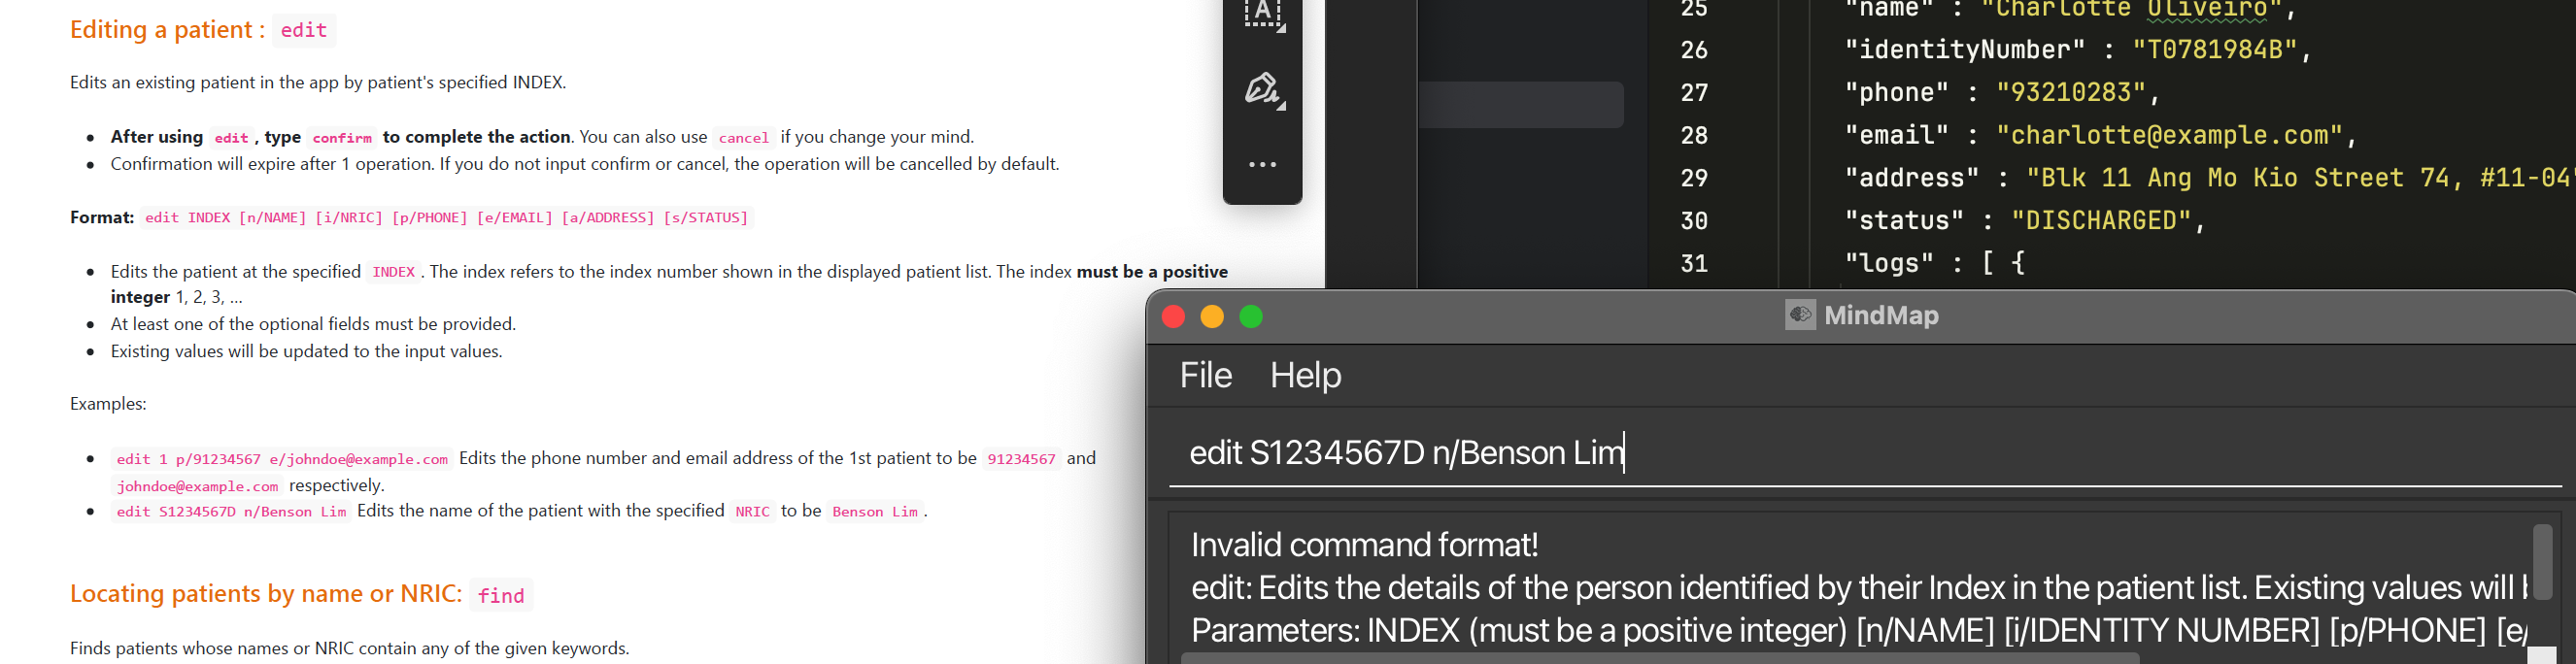 Editing a patient : edit
Edits an existing patient in the app by patient's specified INDEX.
After using edit , type confirm to complete the action. You can also use cancel if you change your mind.
Confirmation will expire after 1 operation. If you do not input confirm or cancel, the operation will be cancelled by default.
Format: edit INDEX [n/NAME] [i/NRIC] [p/PHONE] [e/EMAIL] [a/ADDRESS] [s/STATUS]
Edits the patient at the specified INDEX . The index refers to the index number shown in the displayed patient list. The index must be a positive
integer 1, 2, 3, ...
At least one of the optional fields must be provided.
Existing values will be updated to the input values.
Examples:
edit 1 p/91234567 e/johndoe@example.com Edits the phone number and email address of the 1st patient to be 91234567 and
johndoe@example.com respectively.
edit S1234567D n/Benson Lim Edits the name of the patient with the specified NRIC to be Benson Lim .
Locating patients by name or NRIC: find
Finds patients whose names or NRIC contain any of the given keywords.
A
...
25 "name" : "Charlotte Oliveiro",
26 "identityNumber" : "T0781984B",
27 "phone" : "93210283",
28 "email" : "charlotte@example.com",
29 "address" : "Blk 11 Ang Mo Kio Street 74, #11-04"
30 "status" : "DISCHARGED",
31 "logs" : [ {
MindMap
File Help
edit S1234567D n/Benson Lim
Invalid command format!
edit: Edits the details of the person identified by their Index in the patient list. Existing values will
Parameters: INDEX (must be a positive integer) [n/NAME] [i/IDENTITY NUMBER] [p/PHONE] [e/